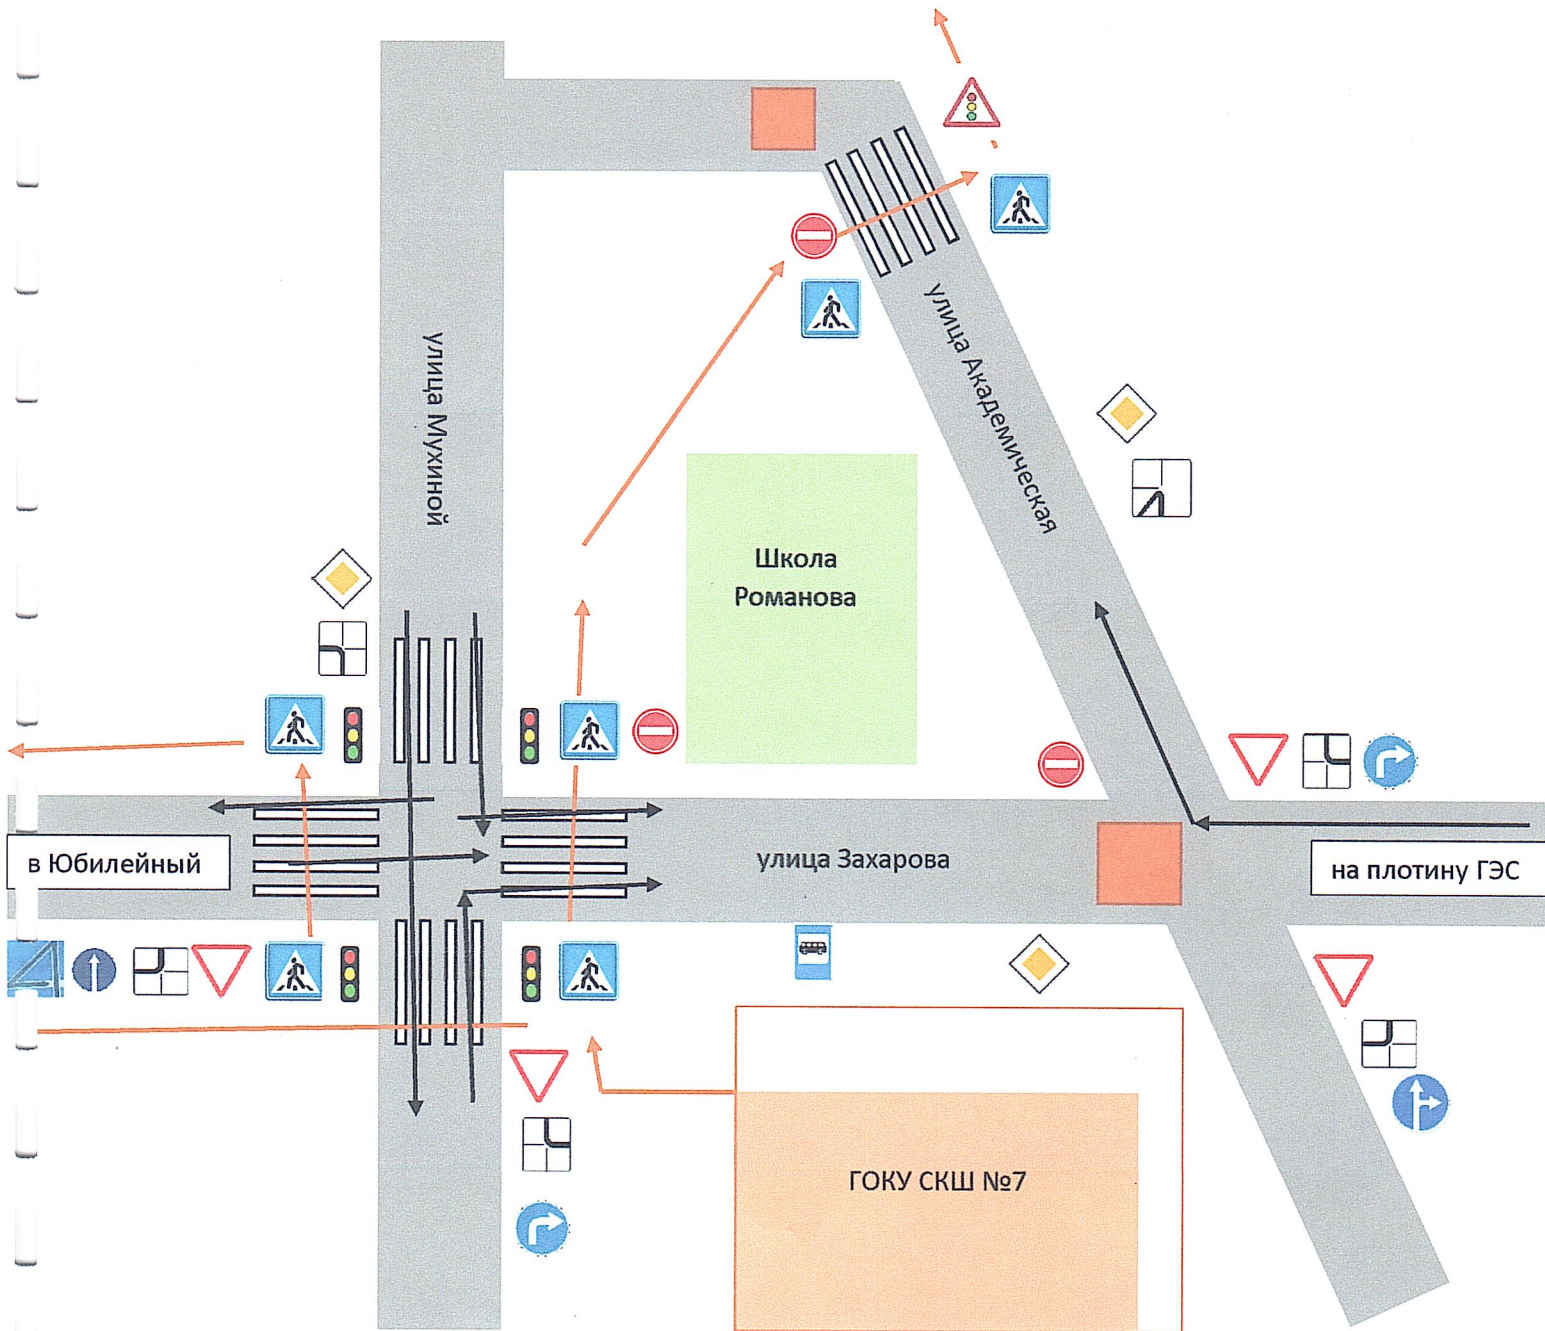 улица Мухиной
улица Академическая
Школа
Романова
в Юбилейный
улица Захарова
на плотину ГЭС
ГОКУ СКШ №7